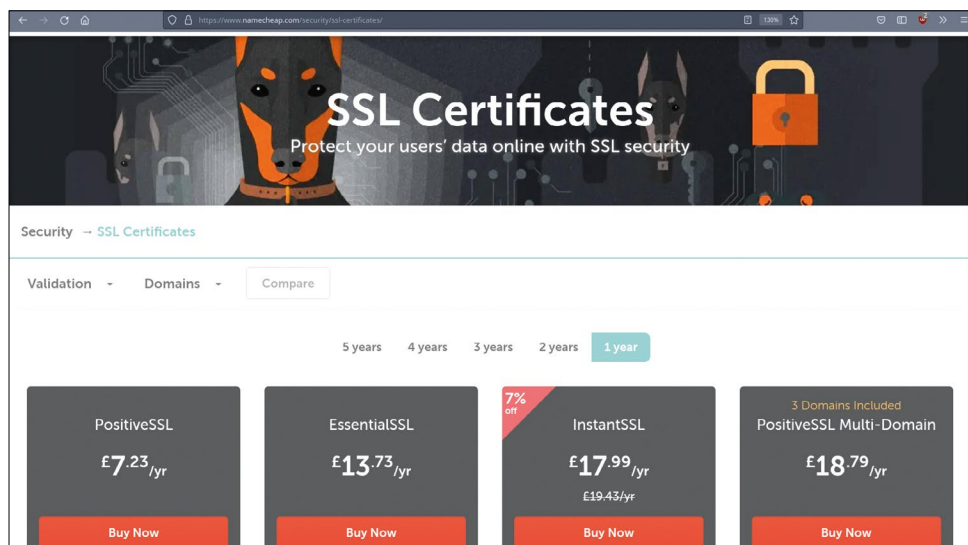 https://www.namecheap.com/security/ssl-certificates/
130%
SSL Certificates
Protect your users' data online with SSL security
Security → SSL Certificates
Validation
Domains
Compare
5 years
4 years
3 years
2 years
1 year
PositiveSSL
£7.23/yr
Buy Now
EssentialSSL
£13.73/yr
Buy Now
7%
off
InstantSSL
£17.99/yr
£19.43/yr
Buy Now
3 Domains Included
PositiveSSL Multi-Domain
£18.79/yr
Buy Now